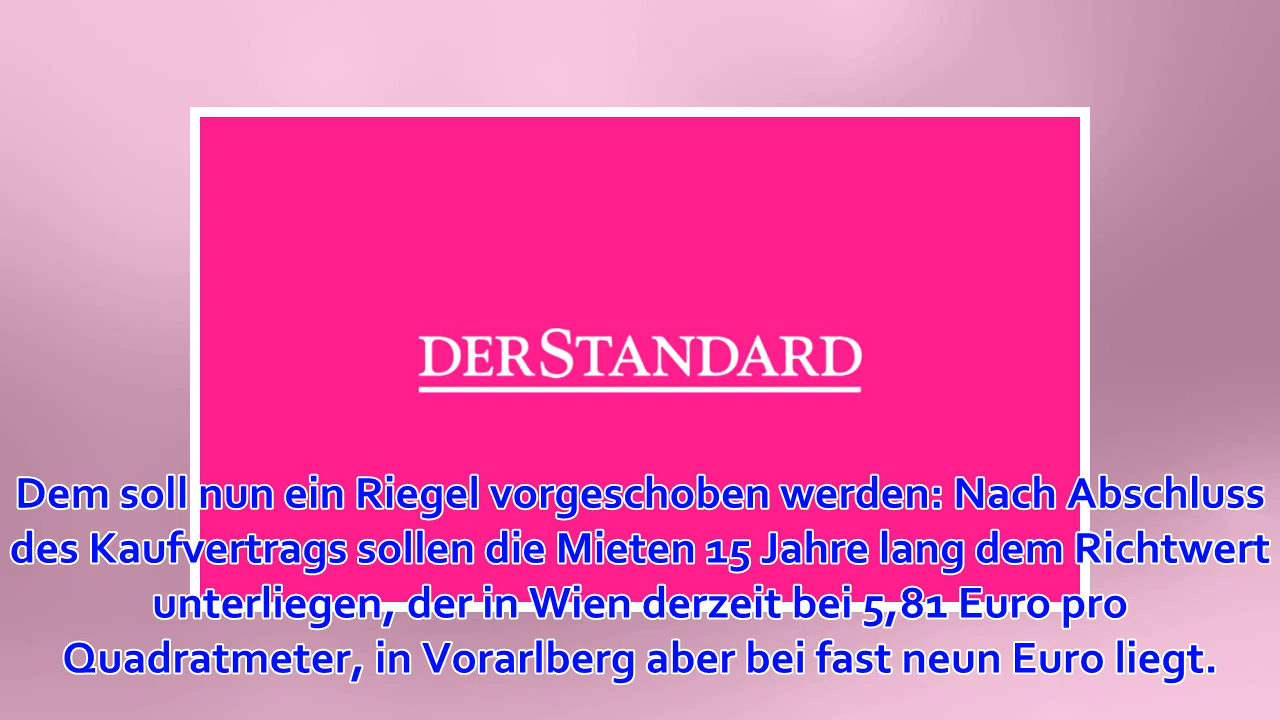 DERSTANDARD
Dem soll nun ein Riegel vorgeschoben werden: Nach Abschluss
des Kaufvertrags sollen die Mieten 15 Jahre lang dem Richtwert
unterliegen, der in Wien derzeit bei 5,81 Euro pro
Quadratmeter, in Vorarlberg aber bei fast neun Euro liegt.